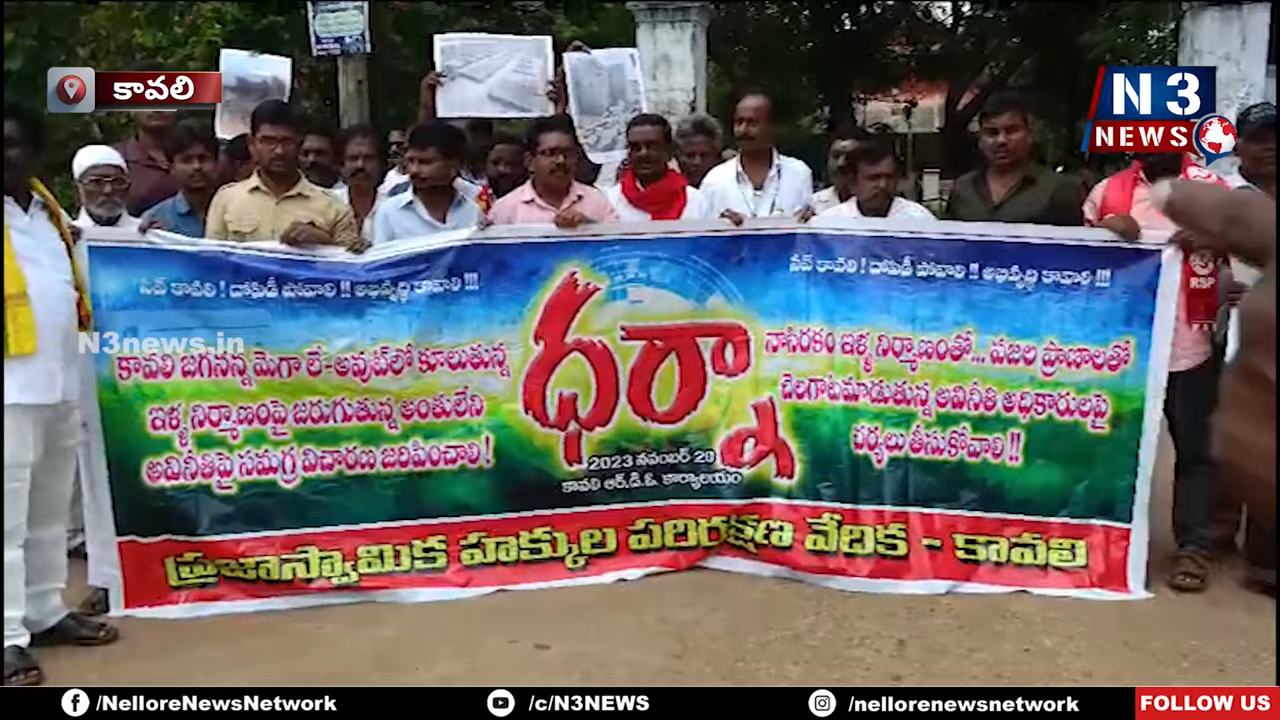 కావలి
N3
NEWS
సేవ్ కావలి ! దోపిడీ పోవాలి !! అభివృద్ధి కావాలి !!!
సేవ్ కావలి ! దోపిడీ పోవాలి !! అభివృద్ధి కావాలి !!!
N3news.in
కావలి జగనన్న మెగా లే-అవుట్‌లో కూలుతున్న
ఇళ్ళ నిర్మాణంపై జరుగుతున్న అంతులేని
అవినీతిపై సమగ్ర విచారణ జరిపించాలి !
ధర్నా
2023 నవంబర్ 20
కావలి ఆర్.డి.ఓ. కార్యాలయం
నాసిరకం ఇళ్ళ నిర్మాణంతో... పజల ప్రాణాలతో
చెలగాటమాడుతున్న అవినీతి అధికారులపై
చర్యలు తీసుకోవాలి !!
ప్రజాస్వామిక హక్కుల పరిరక్షణ వేదిక - కావలి
RSP
/NelloreNewsNetwork
/c/N3NEWS
/nellorenewsnetwork
FOLLOW US